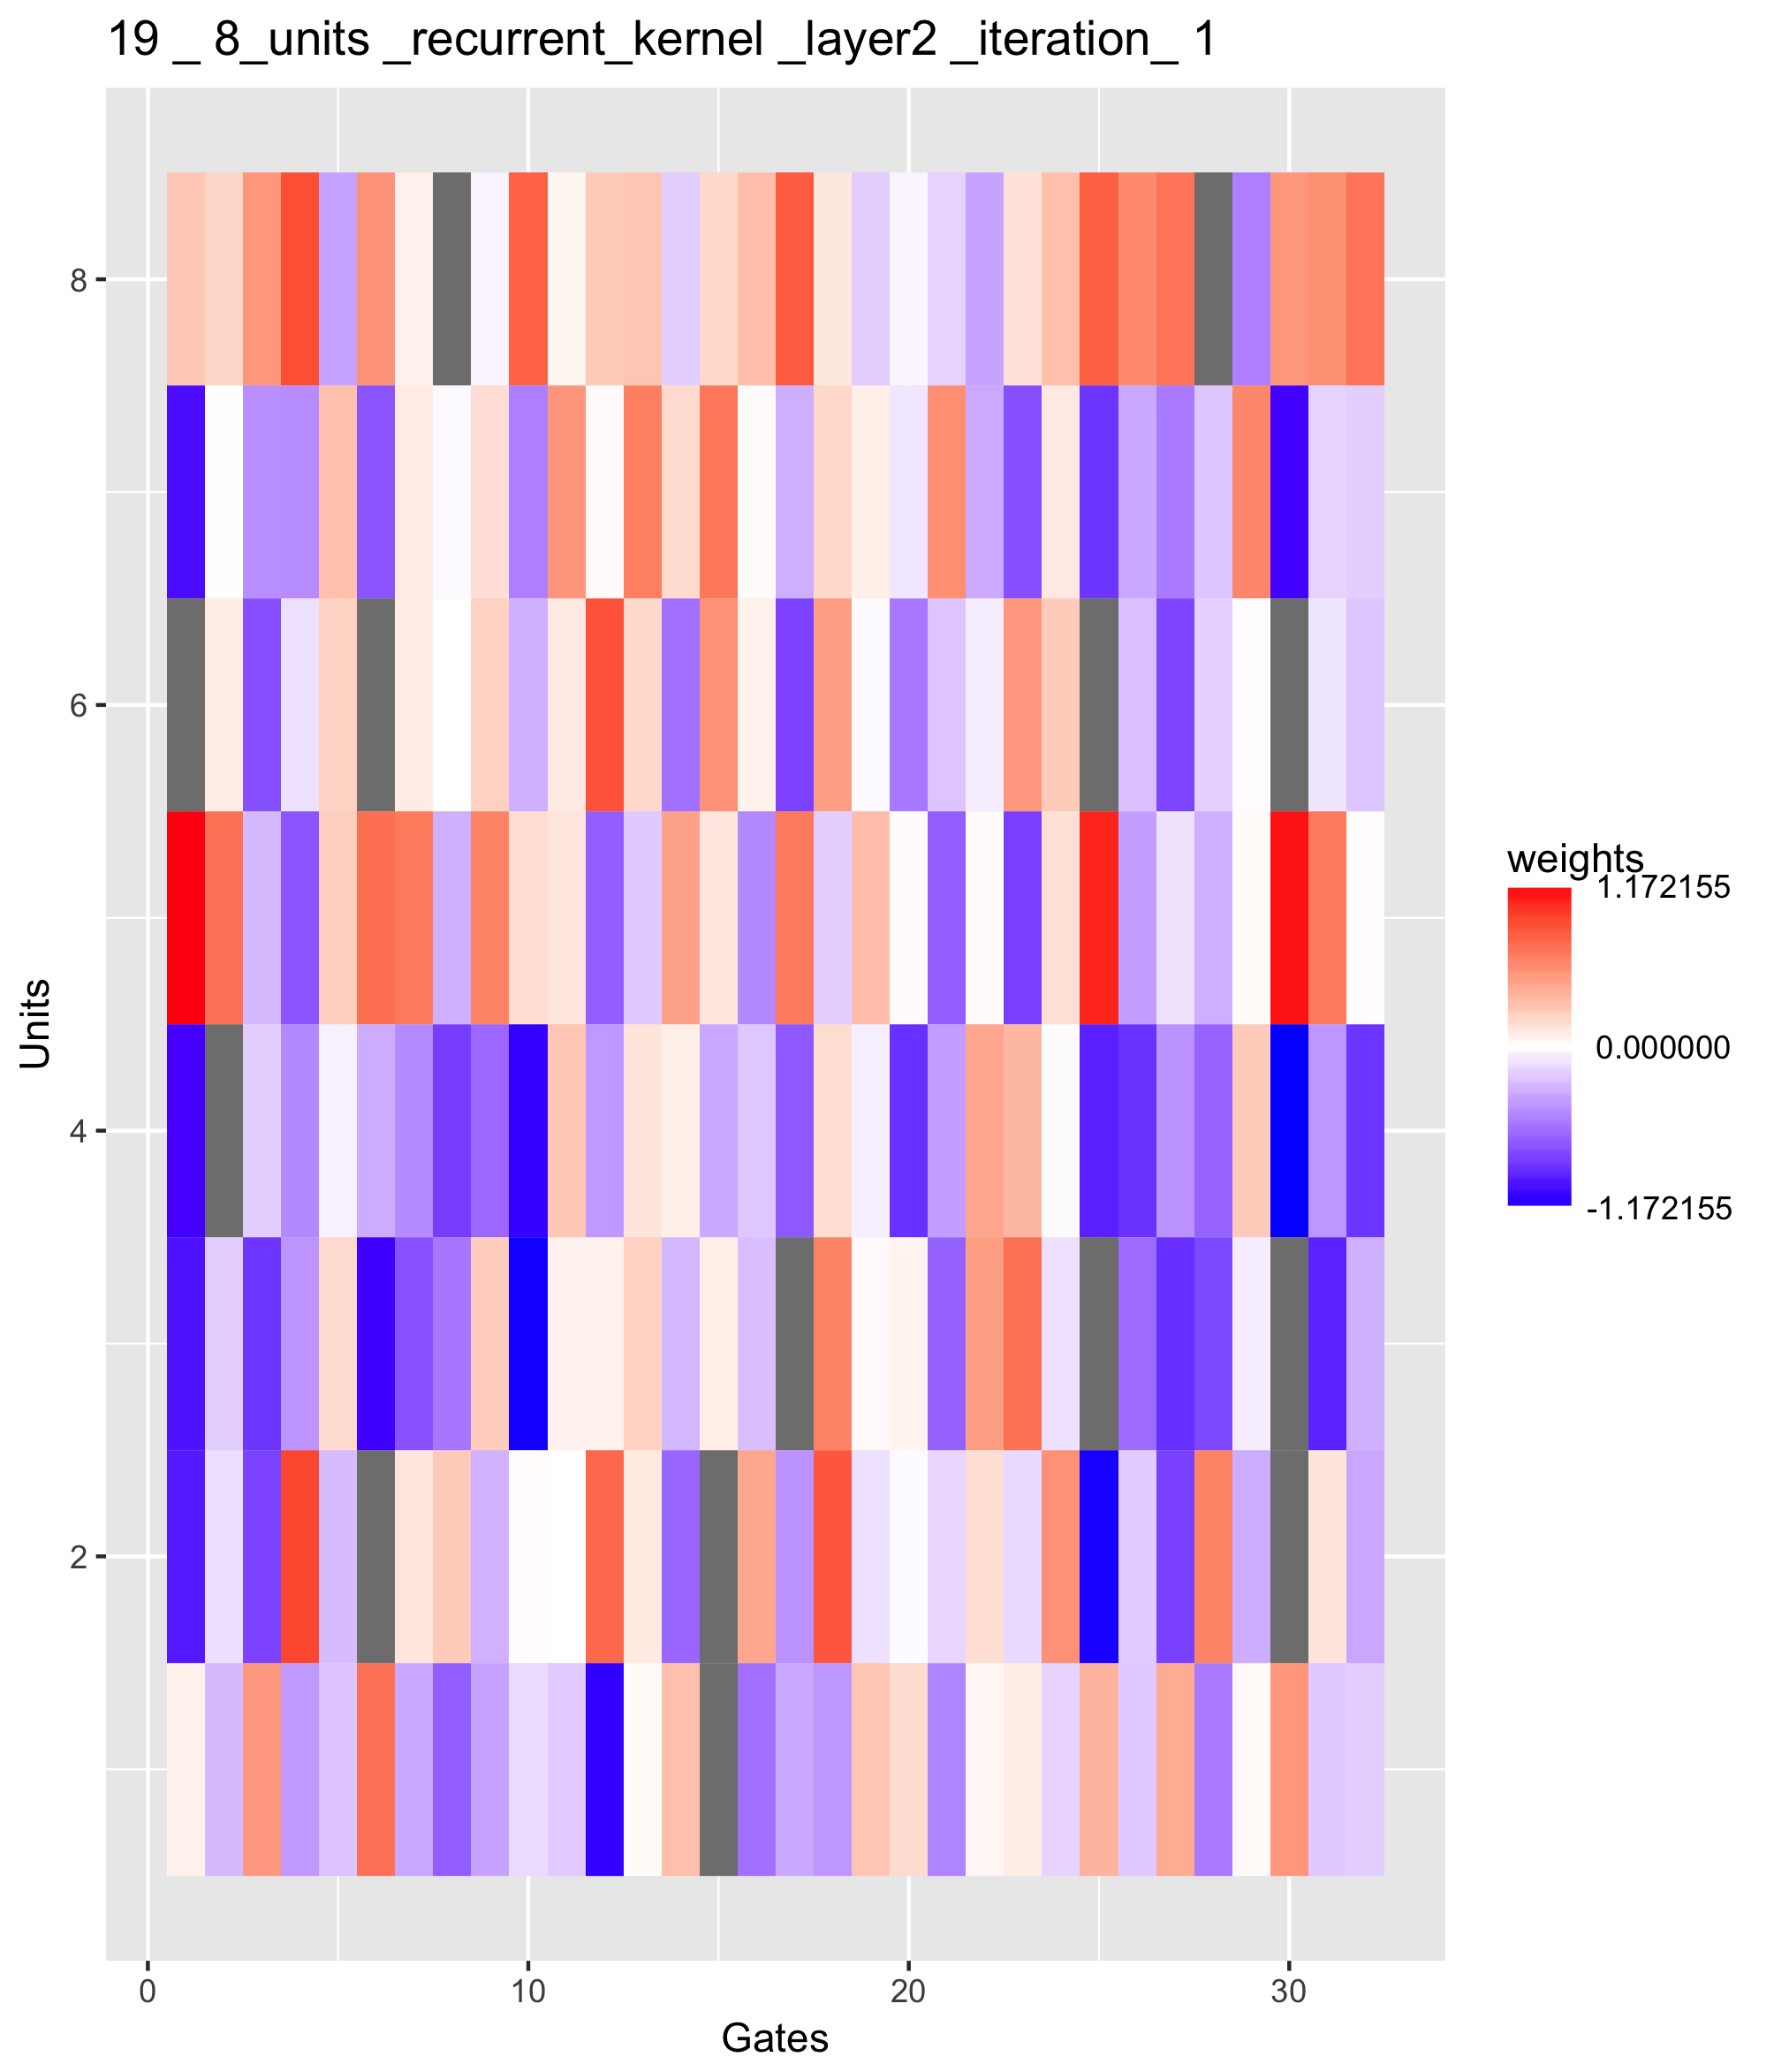 19 _ 8_units _recurrent_kernel _layer2 _iteration_ 1
8
6
4
2
Units
0 10 20 30
Gates
weights
1.172155
0.000000
-1.172155